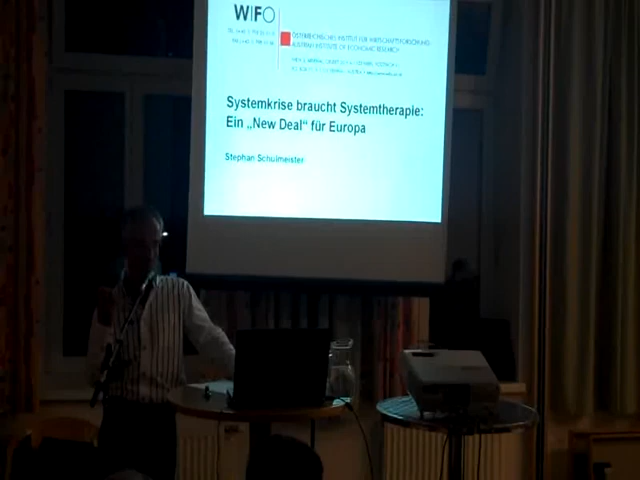 WIFO
ÖSTERREICHISCHES INSTITUT FÜR WIRTSCHAFTSFORSCHUNG
AUSTRIAN INSTITUTE OF ECONOMIC RESEARCH
Systemkrise braucht Systemtherapie:
Ein „New Deal“ für Europa
Stephan Schulmeister